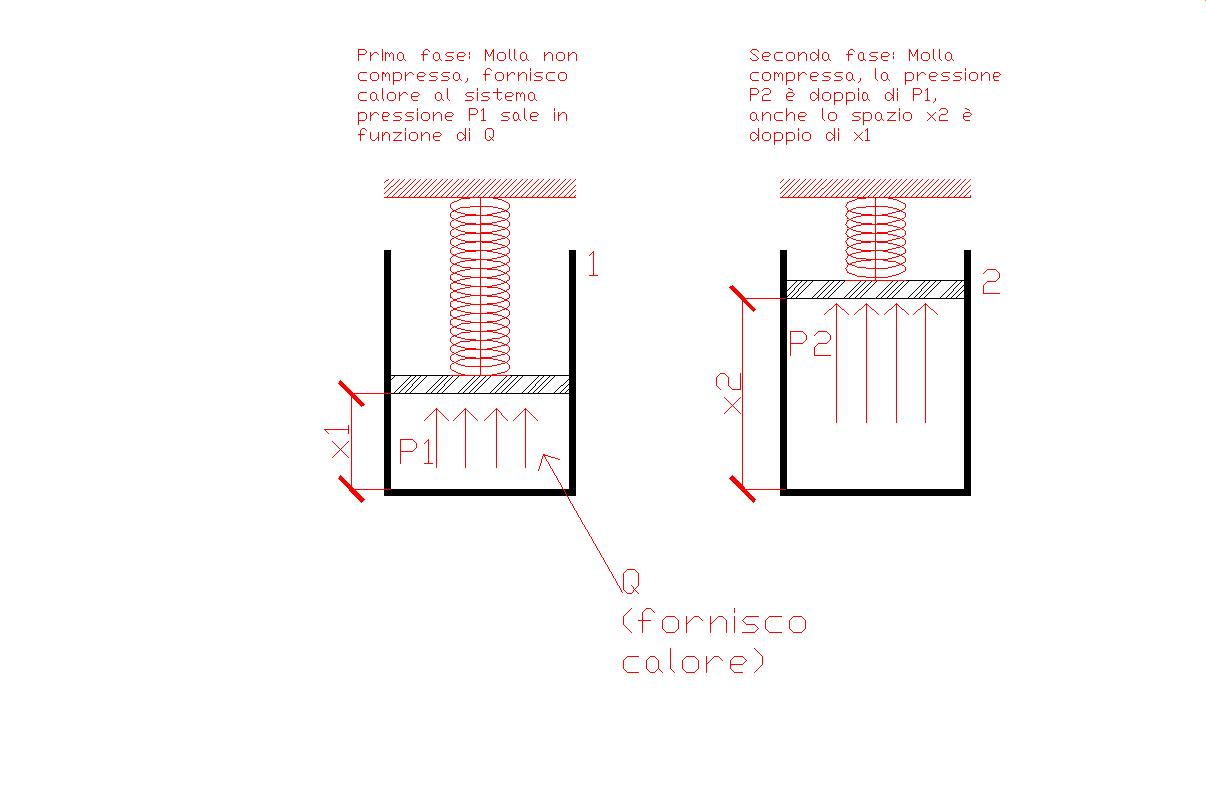 Prima fase: Molla non
compressa, fornisco
calore al sistema
pressione P1 sale in
funzione di Q
Seconda fase: Molla
compressa, la pressione
P2 è doppia di P1,
anche lo spazio x2 è
doppio di x1
1
2
P2
x2
x1
P1
Q
(fornisco
calore)